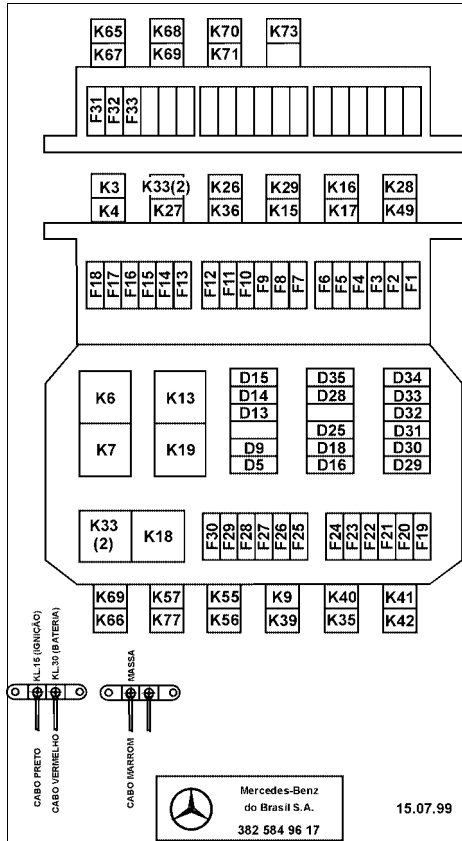 K65 K68 K70 K73
K67 K69 K71
F31 F32 F33
K3 K33(2) K26 K29 K16 K28
K4 K27 K36 K15 K17 K49
F18 F17 F16 F15 F14 F13 F12 F11 F10 F9 F8 F7 F6 F5 F4 F3 F2 F1
K6 K13
K7 K19
D15 D35 D34
D14 D28 D33
D13 D32
D25 D31
D9 D18 D30
D5 D16 D29
K33 (2) K18
F30 F29 F28 F27 F26 F25 F24 F23 F22 F21 F20 F19
K69 K57 K55 K9 K40 K41
K66 K77 K56 K39 K35 K42
KL.15 (IGNIÇÃO)
KL.30 (BATERIA)
MASSA
CABO PRETO
CABO VERMELHO
CABO MARROM
Mercedes-Benz
do Brasil S.A.
382 584 96 17
15.07.99